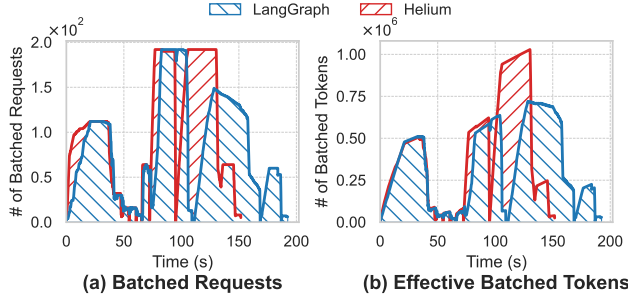 LangGraph Helium
×10² ×10⁶
2.0
1.5
1.0
0.5
0.0
# of Batched Requests
0 50 100 150 200
Time (s)
(a) Batched Requests
1.00
0.75
0.50
0.25
0.00
# of Batched Tokens
0 50 100 150 200
Time (s)
(b) Effective Batched Tokens